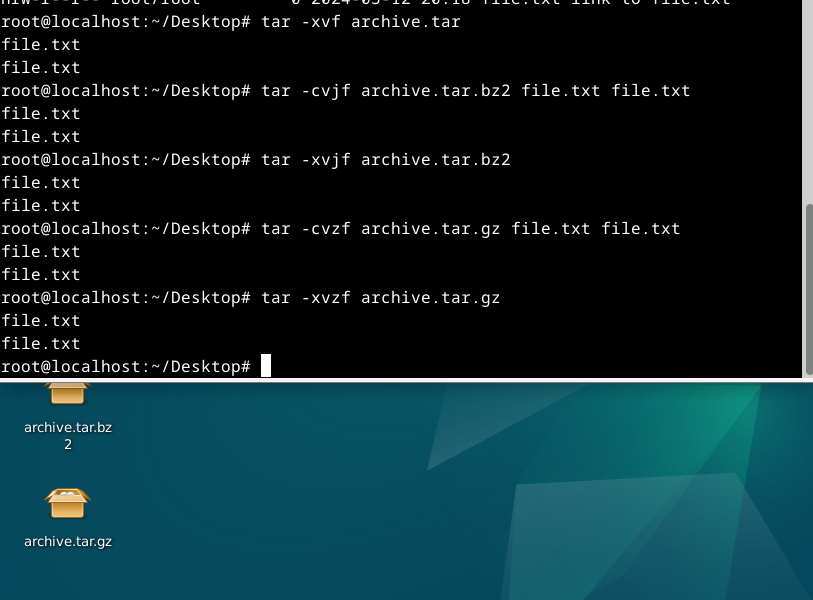 hrw-r--r-- root/root         0 2024-03-12 20:18 file.txt link to file.txt
root@localhost:~/Desktop# tar -xvf archive.tar
file.txt
file.txt
root@localhost:~/Desktop# tar -cvjf archive.tar.bz2 file.txt file.txt
file.txt
file.txt
root@localhost:~/Desktop# tar -xvjf archive.tar.bz2
file.txt
file.txt
root@localhost:~/Desktop# tar -cvzf archive.tar.gz file.txt file.txt
file.txt
file.txt
root@localhost:~/Desktop# tar -xvzf archive.tar.gz
file.txt
file.txt
root@localhost:~/Desktop#
archive.tar.bz
2
archive.tar.gz